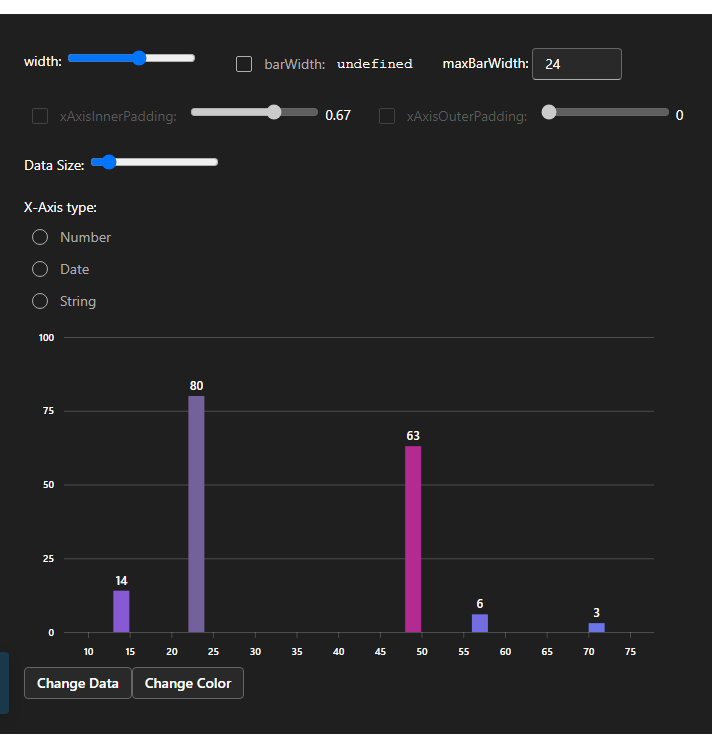 width: barWidth: undefined maxBarWidth: 24
xAxisInnerPadding: 0.67 xAxisOuterPadding: 0
Data Size:
X-Axis type:
Number
Date
String
100
80
75
63
50
25
14
6
3
0
10 15 20 25 30 35 40 45 50 55 60 65 70 75
Change Data Change Color